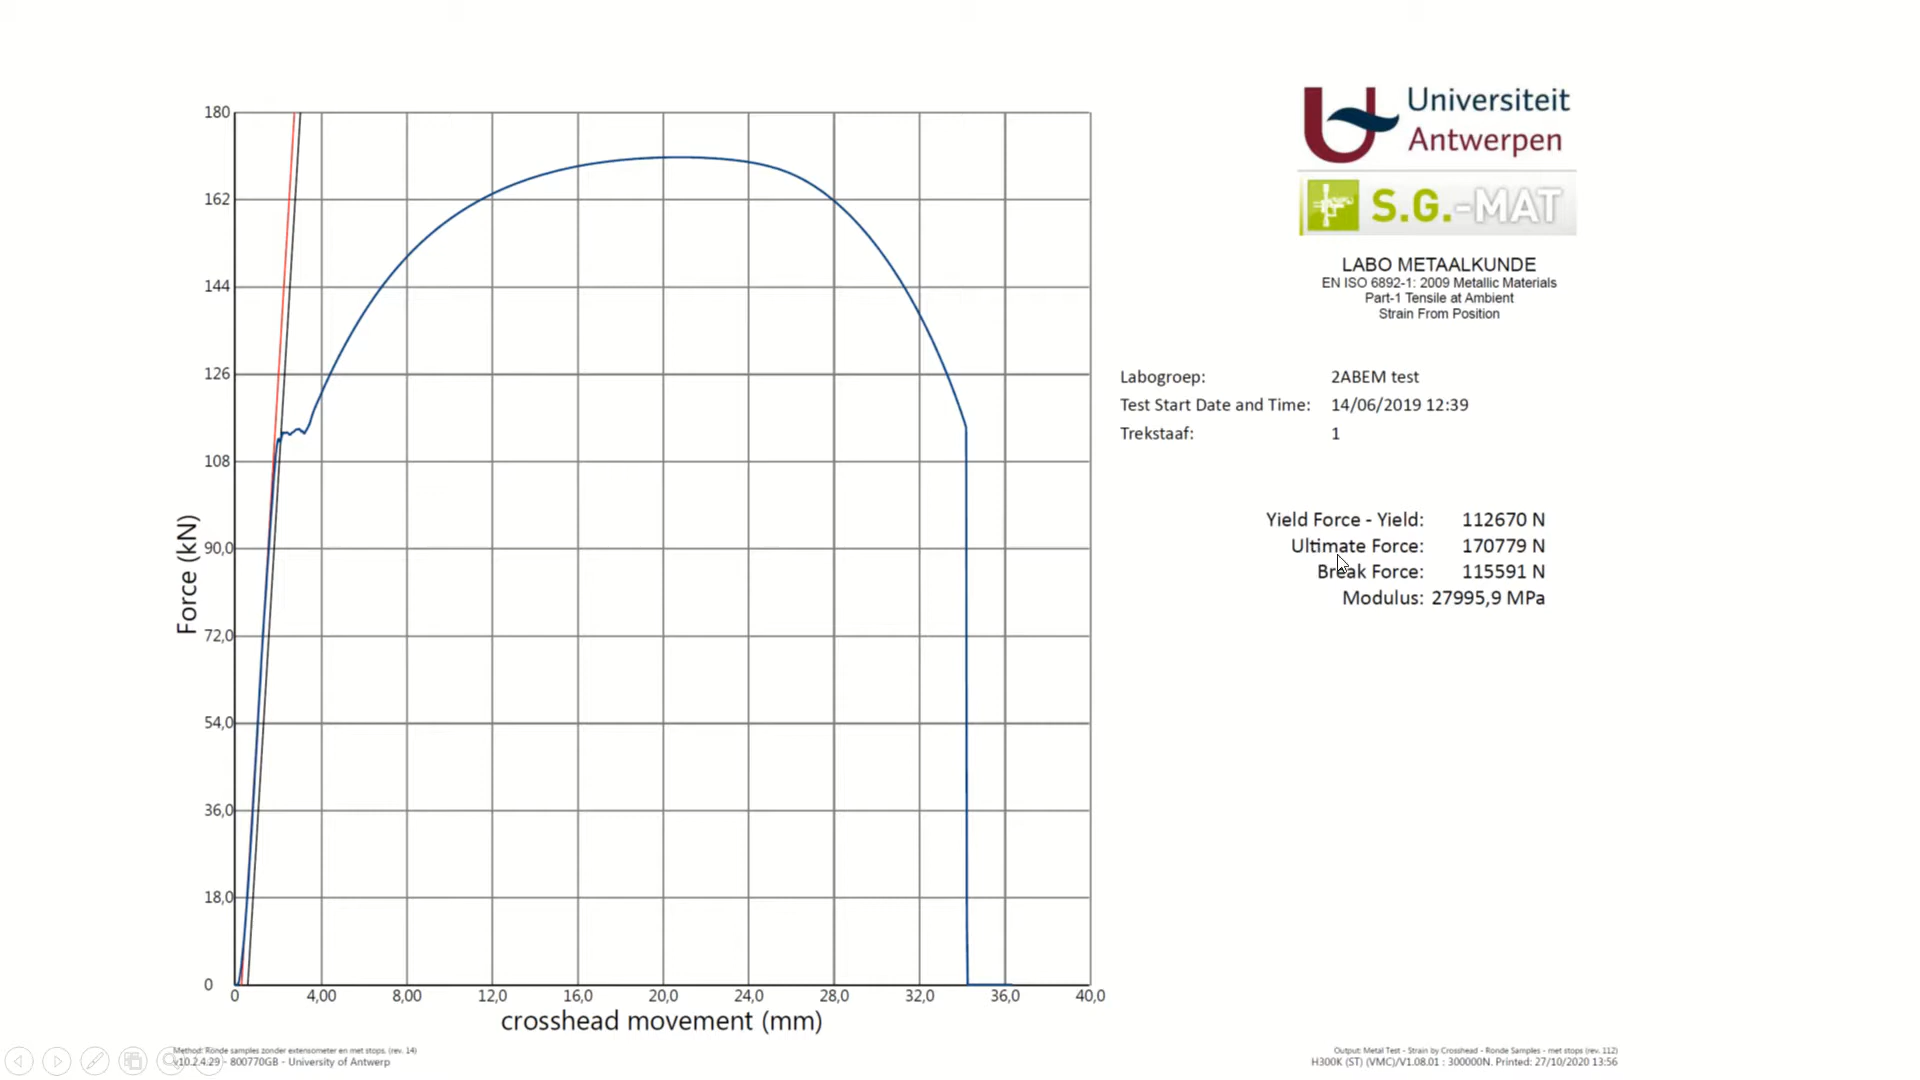 Universiteit
Antwerpen
S.G.-MAT
LABO METAALKUNDE
EN ISO 6892-1: 2009 Metallic Materials
Part-1 Tensile at Ambient
Strain From Position
Labogroep: 2ABEM test
Test Start Date and Time: 14/06/2019 12:39
Trekstaaf: 1
Yield Force - Yield: 112670 N
Ultimate Force: 170779 N
Break Force: 115591 N
Modulus: 27995,9 MPa
Force (kN)
180
162
144
126
108
90,0
72,0
54,0
36,0
18,0
0
0 4,00 8,00 12,0 16,0 20,0 24,0 28,0 32,0 36,0 40,0
crosshead movement (mm)
Method: Ronde samples zonder extensometer en met stops. (rev. 14)
v10.2.4.29 - 800770GB - University of Antwerp
Output: Metal Test - Strain by Crosshead - Ronde Samples - met stops (rev. 112)
H300K (ST) (VMC)/V1.08.01 : 300000N. Printed: 27/10/2020 13:56